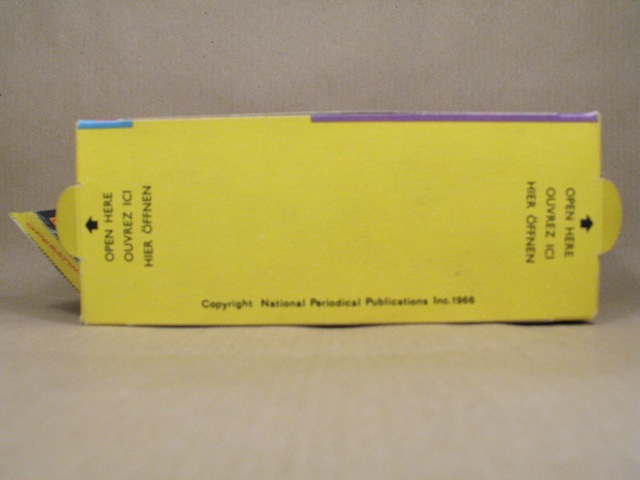 OPEN HERE
OUVREZ ICI
HIER ÖFFNEN
OPEN HERE
OUVREZ ICI
HIER ÖFFNEN
Copyright National Periodical Publications Inc. 1966